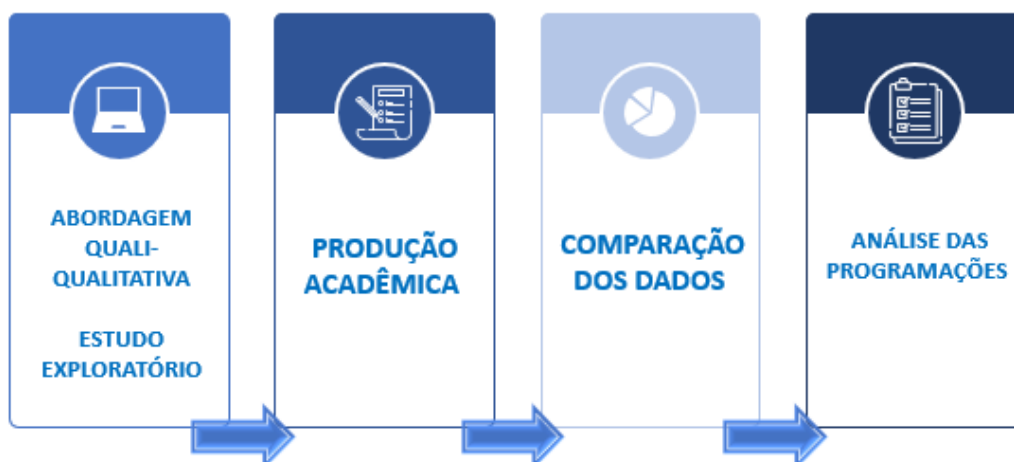 ABORDAGEM
QUALI-
QUALITATIVA
ESTUDO
EXPLORATÓRIO
PRODUÇÃO
ACADÊMICA
COMPARAÇÃO
DOS DADOS
ANÁLISE DAS
PROGRAMAÇÕES